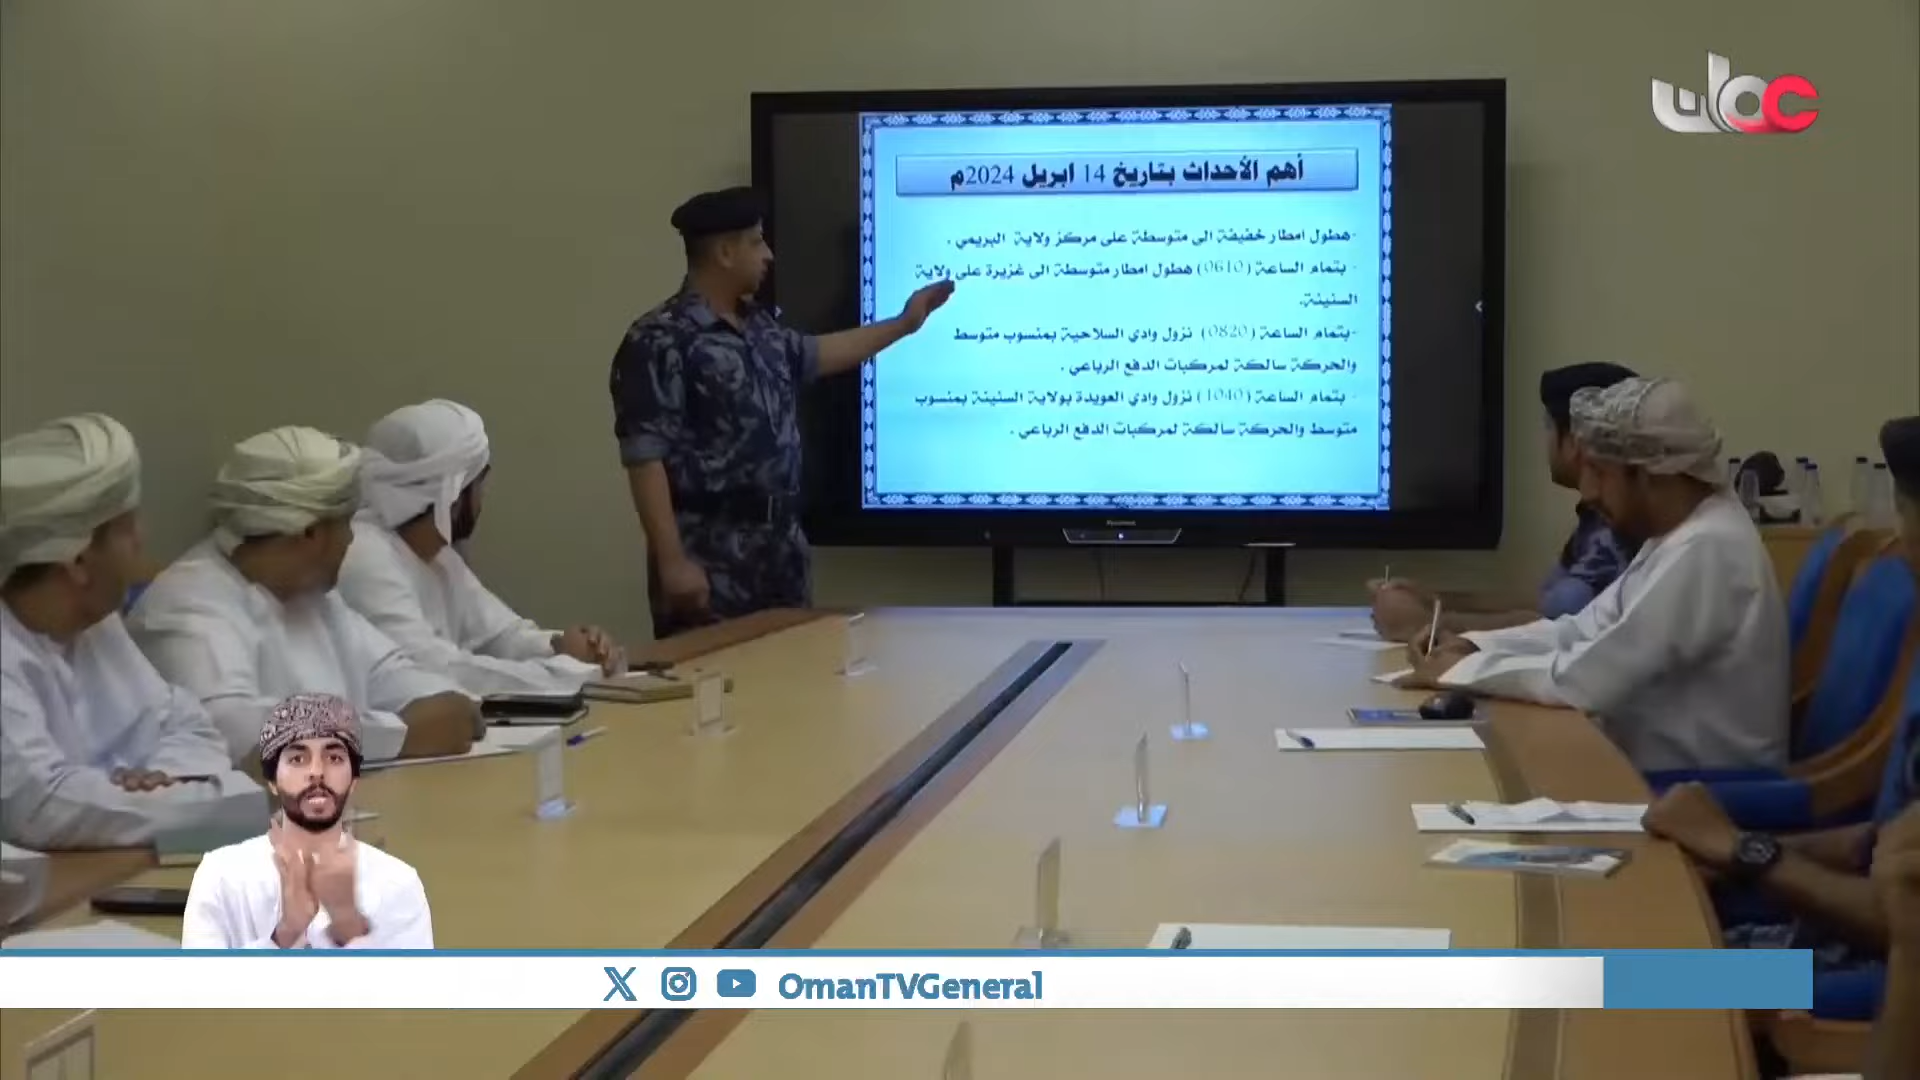 عمان
أهم الأحداث بتاريخ 14 ابريل 2024م
-هطول امطار خفيفة الى متوسطة على مركز ولاية البريمي .
- بتمام الساعة (0610) هطول امطار متوسطة الى غزيرة على ولاية
السنينة.
-بتمام الساعة (0820) نزول وادي السلاحية بمنسوب متوسط
والحركة سالكة لمركبات الدفع الرباعي .
- بتمام الساعة (1040) نزول وادي العويدة بولاية السنينة بمنسوب
متوسط والحركة سالكة لمركبات الدفع الرباعي .
OmanTVGeneral